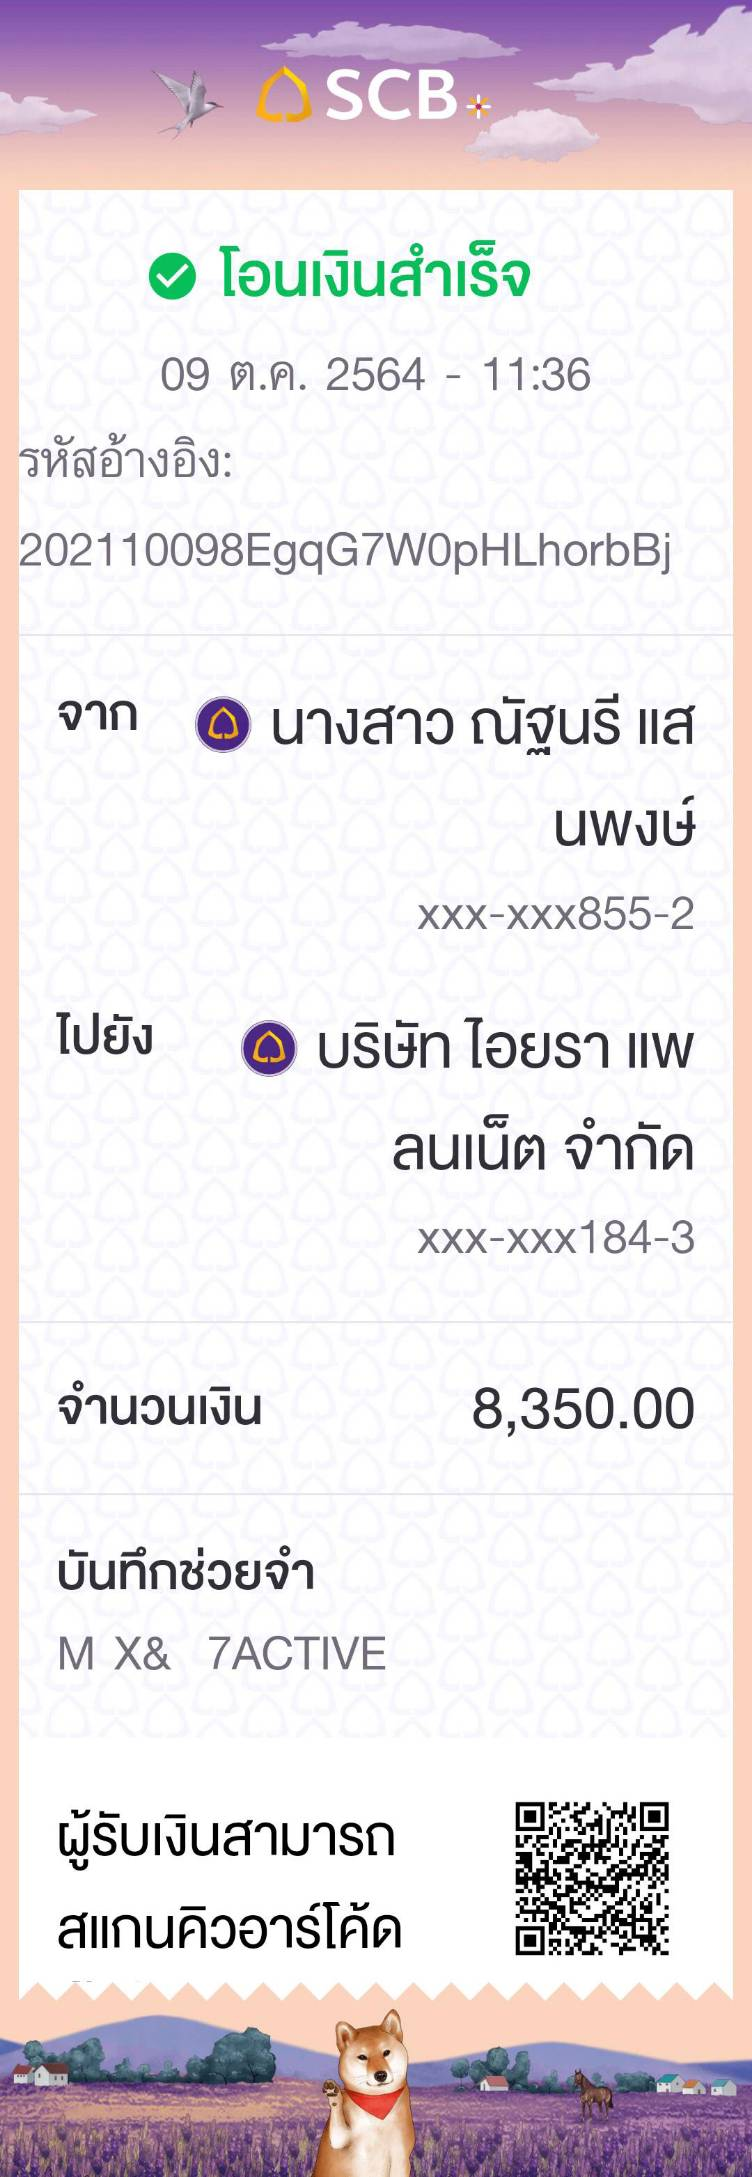 SCB
โอนเงินสำเร็จ
09 ต.ค. 2564 - 11:36
รหัสอ้างอิง:
202110098EgqG7W0pHLhorbBj
จาก นางสาว ณัฐนรี แส
นพงษ์
xxx-xxx855-2
ไปยัง บริษัท ไอยรา แพ
ลนเน็ต จำกัด
xxx-xxx184-3
จำนวนเงิน 8,350.00
บันทึกช่วยจำ
M X& 7ACTIVE
ผู้รับเงินสามารถ
สแกนคิวอาร์โค้ด